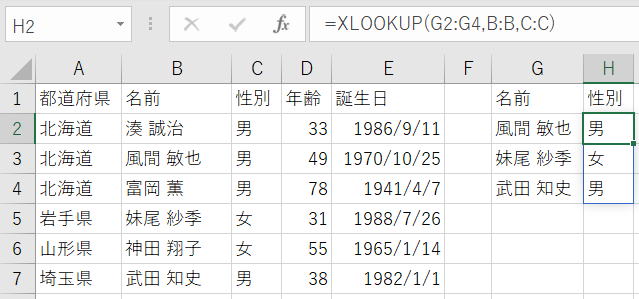 H2 fx =XLOOKUP(G2:G4,B:B,C:C)
A B C D E F G H
1 都道府県 名前 性別 年齢 誕生日 名前 性別
2 北海道 湊 誠治 男 33 1986/9/11 風間 敏也 男
3 北海道 風間 敏也 男 49 1970/10/25 妹尾 紗季 女
4 北海道 富岡 薫 男 78 1941/4/7 武田 知史 男
5 岩手県 妹尾 紗季 女 31 1988/7/26
6 山形県 神田 翔子 女 55 1965/1/14
7 埼玉県 武田 知史 男 38 1982/1/1